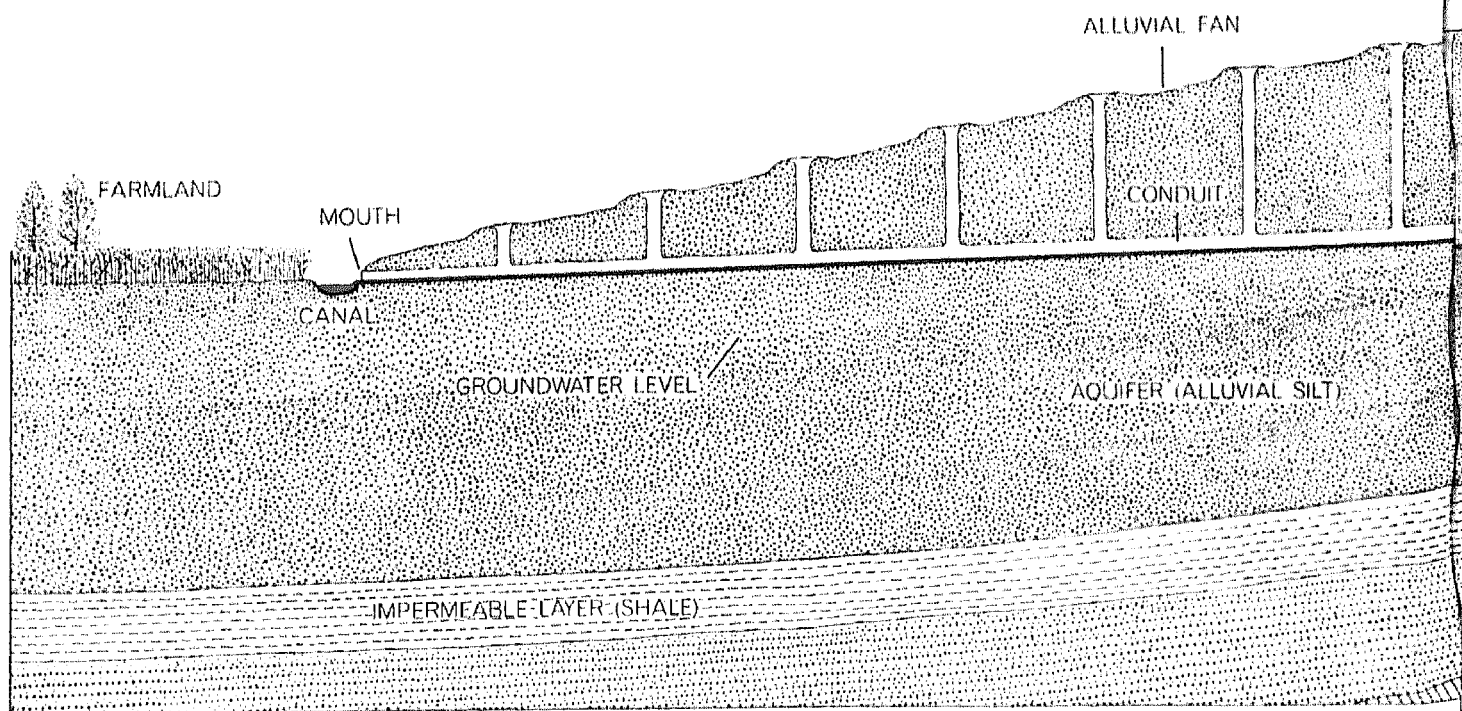 ALLUVIAL FAN
FARMLAND
CONDUIT
MOUTH
CANAL
GROUNDWATER LEVEL
AQUIFER (ALLUVIAL SILT)
IMPERMEABLE LAYER (SHALE)